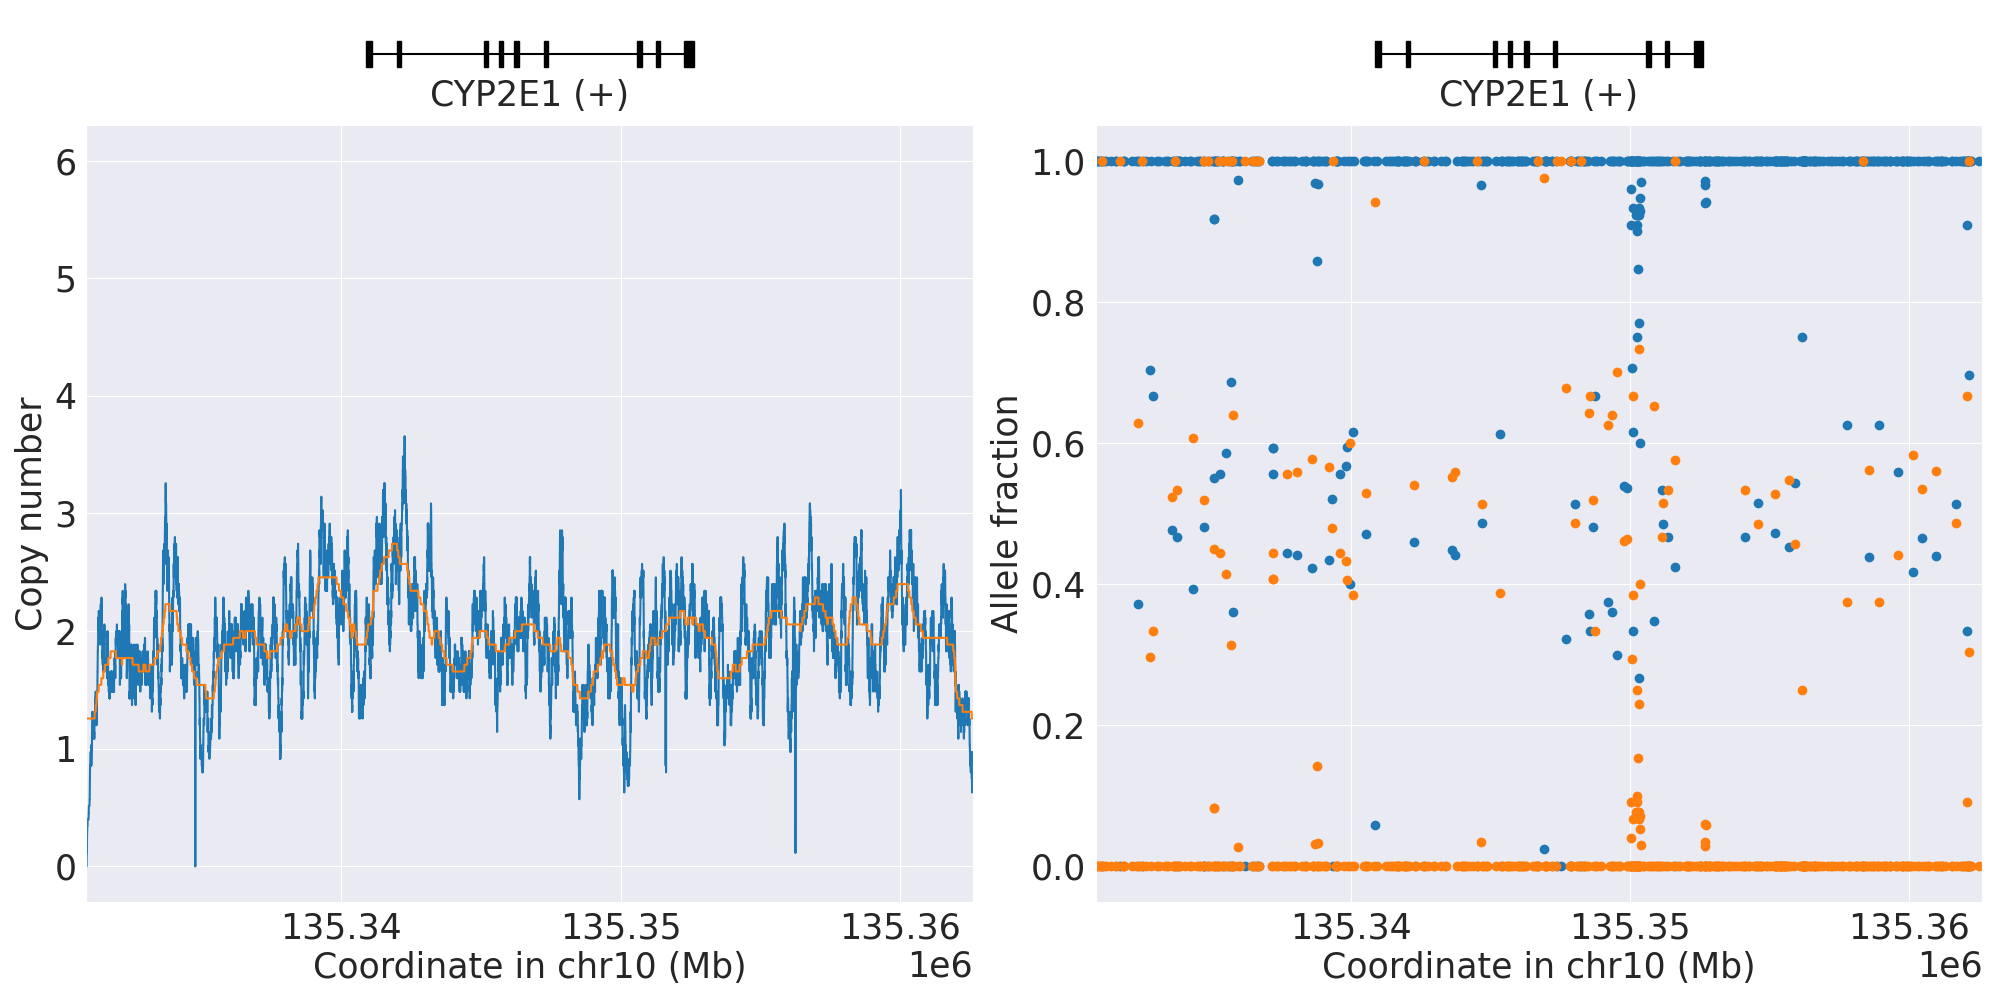 CYP2E1 (+)
6
5
4
3
2
1
0
Copy number
135.34 135.35 135.36
Coordinate in chr10 (Mb)
1e6
CYP2E1 (+)
1.0
0.8
0.6
0.4
0.2
0.0
Allele fraction
135.34 135.35 135.36
Coordinate in chr10 (Mb)
1e6